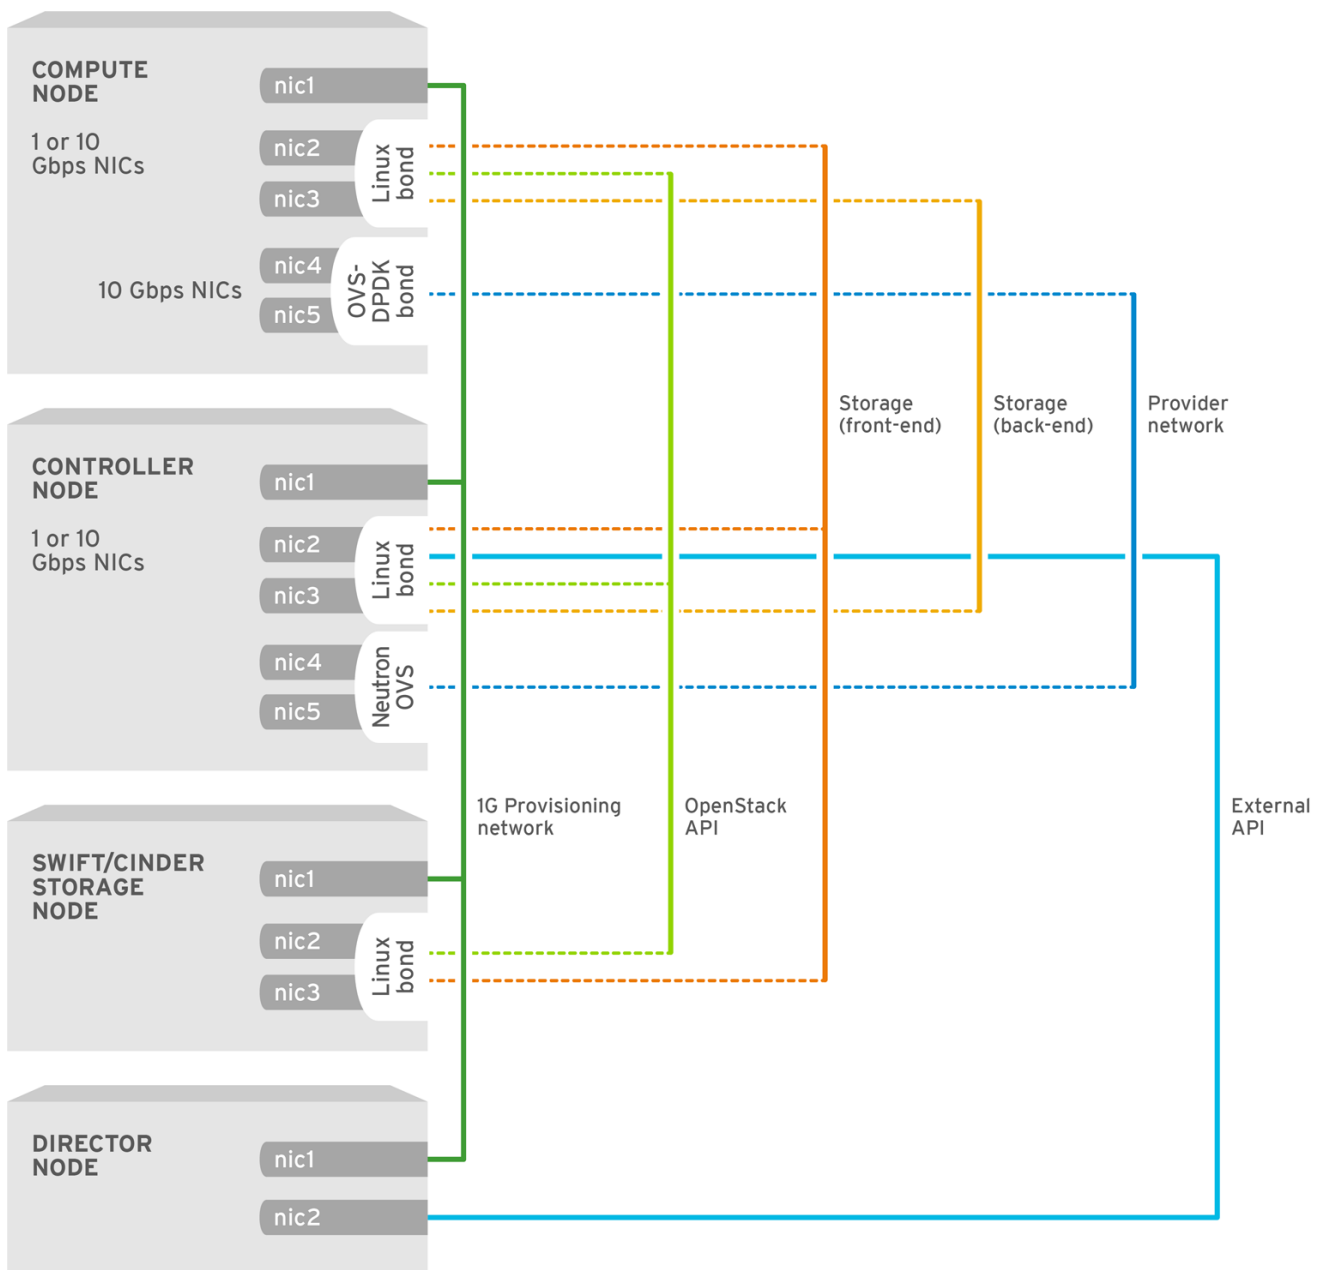 COMPUTE
NODE
1 or 10
Gbps NICs
10 Gbps NICs
nic1
nic2
nic3
Linux
bond
nic4
nic5
OVS-
DPDK
bond
Storage
(front-end)
Storage
(back-end)
Provider
network
CONTROLLER
NODE
1 or 10
Gbps NICs
nic1
nic2
nic3
Linux
bond
nic4
nic5
Neutron
OVS
1G Provisioning
network
OpenStack
API
External
API
SWIFT/CINDER
STORAGE
NODE
nic1
nic2
nic3
Linux
bond
DIRECTOR
NODE
nic1
nic2